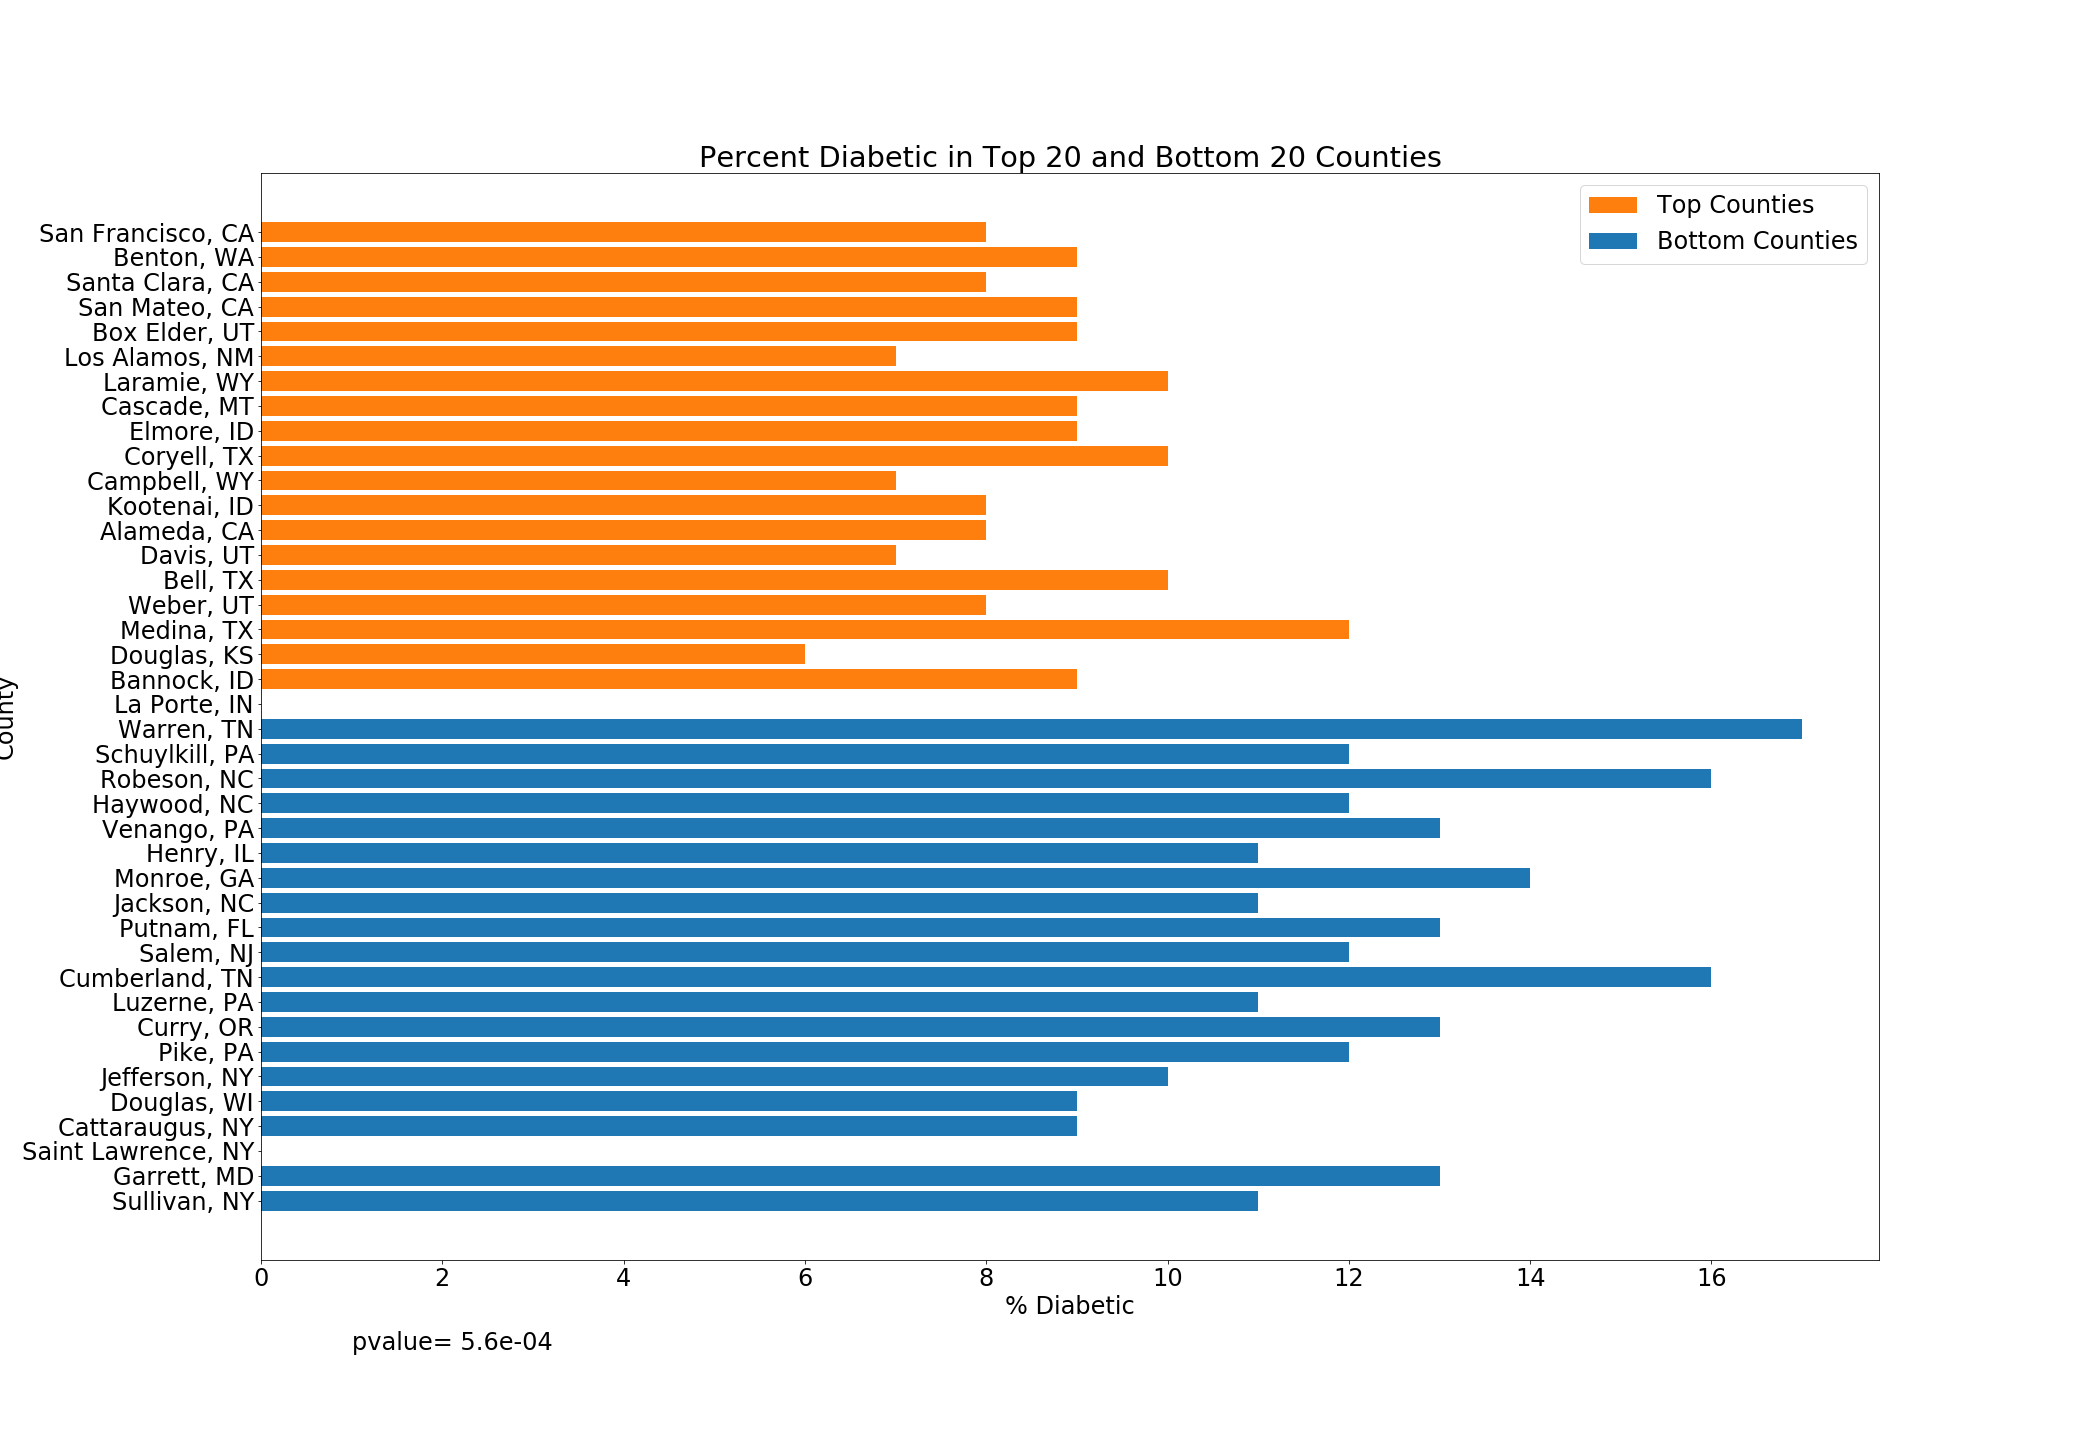 Percent Diabetic in Top 20 and Bottom 20 Counties
Top Counties
Bottom Counties
County
San Francisco, CA
Benton, WA
Santa Clara, CA
San Mateo, CA
Box Elder, UT
Los Alamos, NM
Laramie, WY
Cascade, MT
Elmore, ID
Coryell, TX
Campbell, WY
Kootenai, ID
Alameda, CA
Davis, UT
Bell, TX
Weber, UT
Medina, TX
Douglas, KS
Bannock, ID
La Porte, IN
Warren, TN
Schuylkill, PA
Robeson, NC
Haywood, NC
Venango, PA
Henry, IL
Monroe, GA
Jackson, NC
Putnam, FL
Salem, NJ
Cumberland, TN
Luzerne, PA
Curry, OR
Pike, PA
Jefferson, NY
Douglas, WI
Cattaraugus, NY
Saint Lawrence, NY
Garrett, MD
Sullivan, NY
0 2 4 6 8 10 12 14 16
% Diabetic
pvalue= 5.6e-04